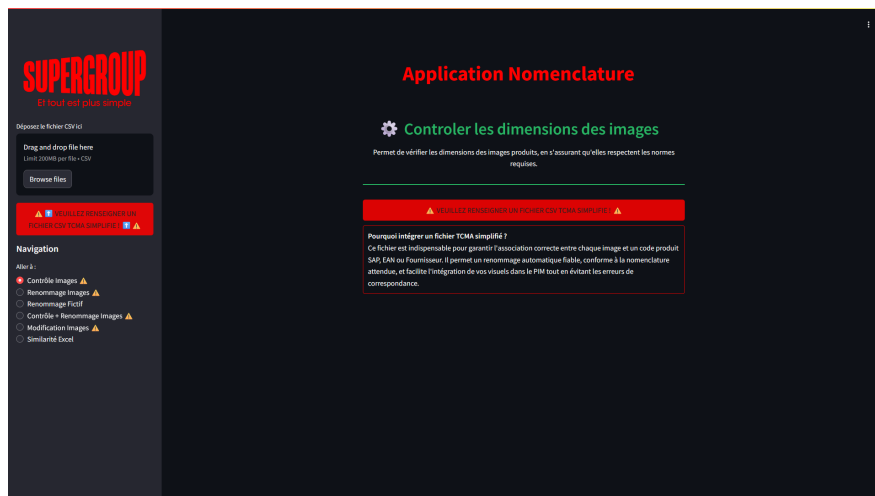 SUPERGROUP
Et tout est plus simple
Déposez le fichier CSV ici
Drag and drop file here
Limit 200MB per file • CSV
Browse files
⚠️ ⬆️ VEUILLEZ RENSEIGNER UN
FICHIER CSV TCMA SIMPLIFIÉ ! ⬆️ ⚠️
Navigation
Aller à :
Contrôle Images ⚠️
Renommage Images ⚠️
Renommage Fictif
Contrôle + Renommage Images ⚠️
Modification Images ⚠️
Similarité Excel
Application Nomenclature
⚙️ Controler les dimensions des images
Permet de vérifier les dimensions des images produits, en s'assurant qu'elles respectent les normes
requises.
⚠️ VEUILLEZ RENSEIGNER UN FICHIER CSV TCMA SIMPLIFIÉ ! ⚠️
Pourquoi intégrer un fichier TCMA simplifié ?
Ce fichier est indispensable pour garantir l'association correcte entre chaque image et un code produit
SAP, EAN ou Fournisseur. Il permet un renommage automatique fiable, conforme à la nomenclature
attendue, et facilite l'intégration de vos visuels dans le PIM tout en évitant les erreurs de
correspondance.